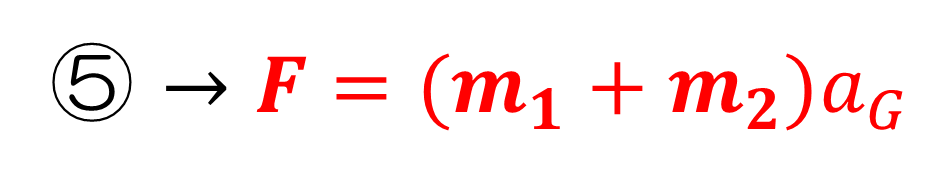 ⑤ → F = (m₁ + m₂)a_G